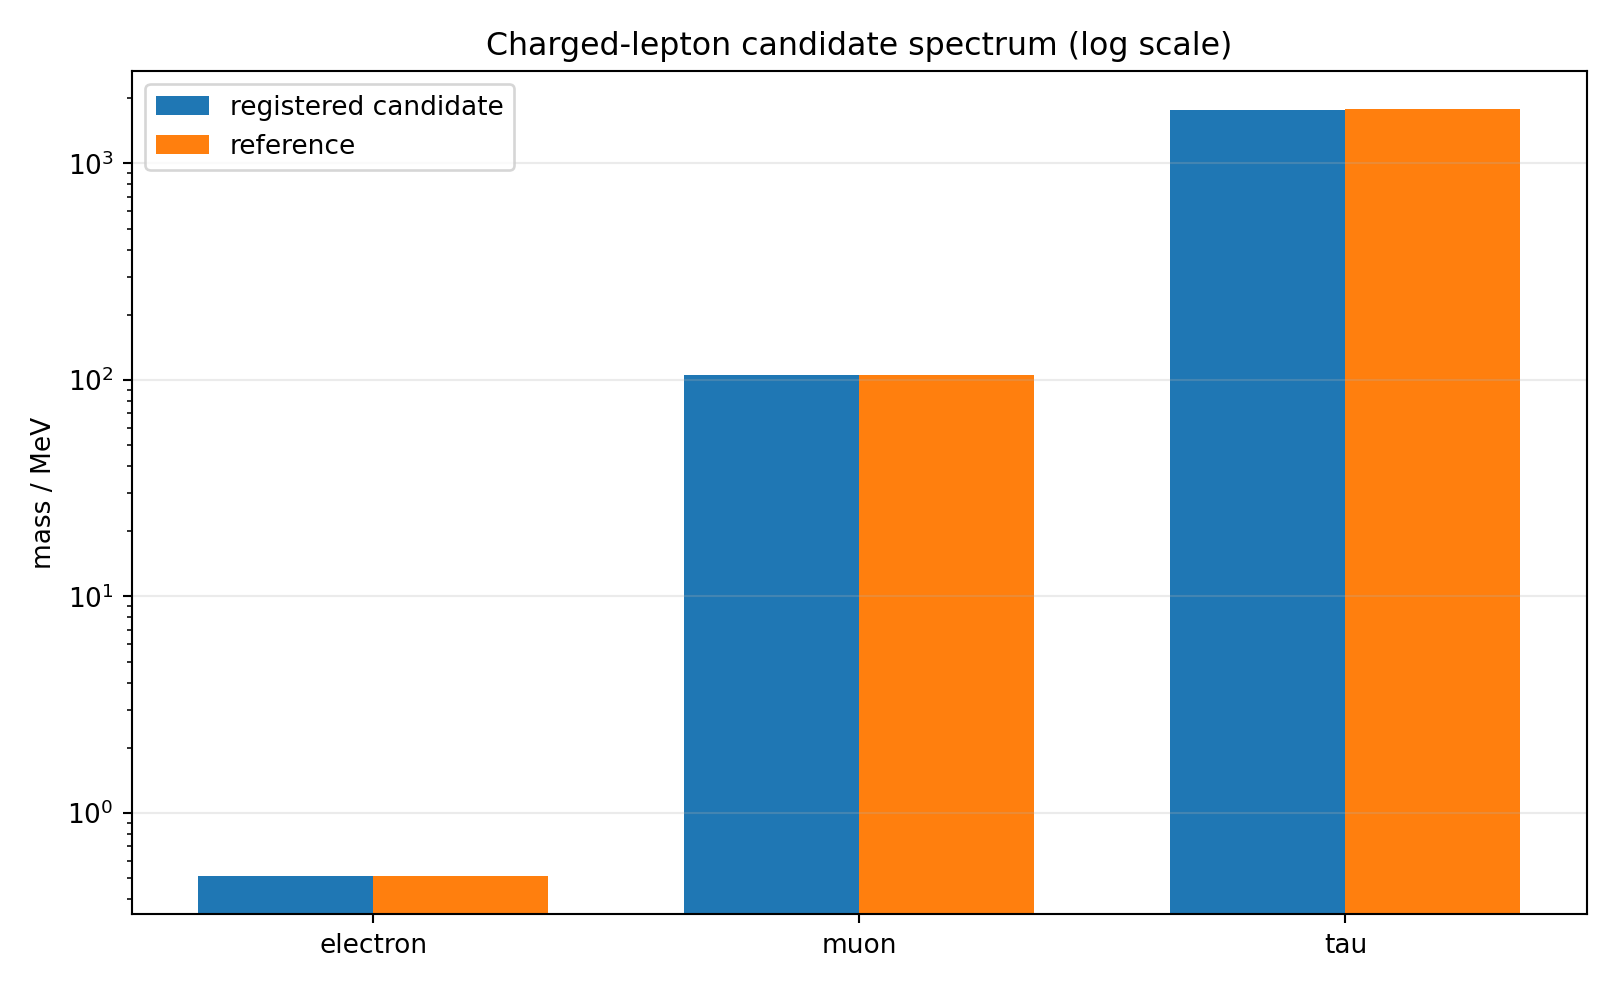 Charged-lepton candidate spectrum (log scale)
registered candidate
reference
mass / MeV
10³
10²
10¹
10⁰
electron
muon
tau